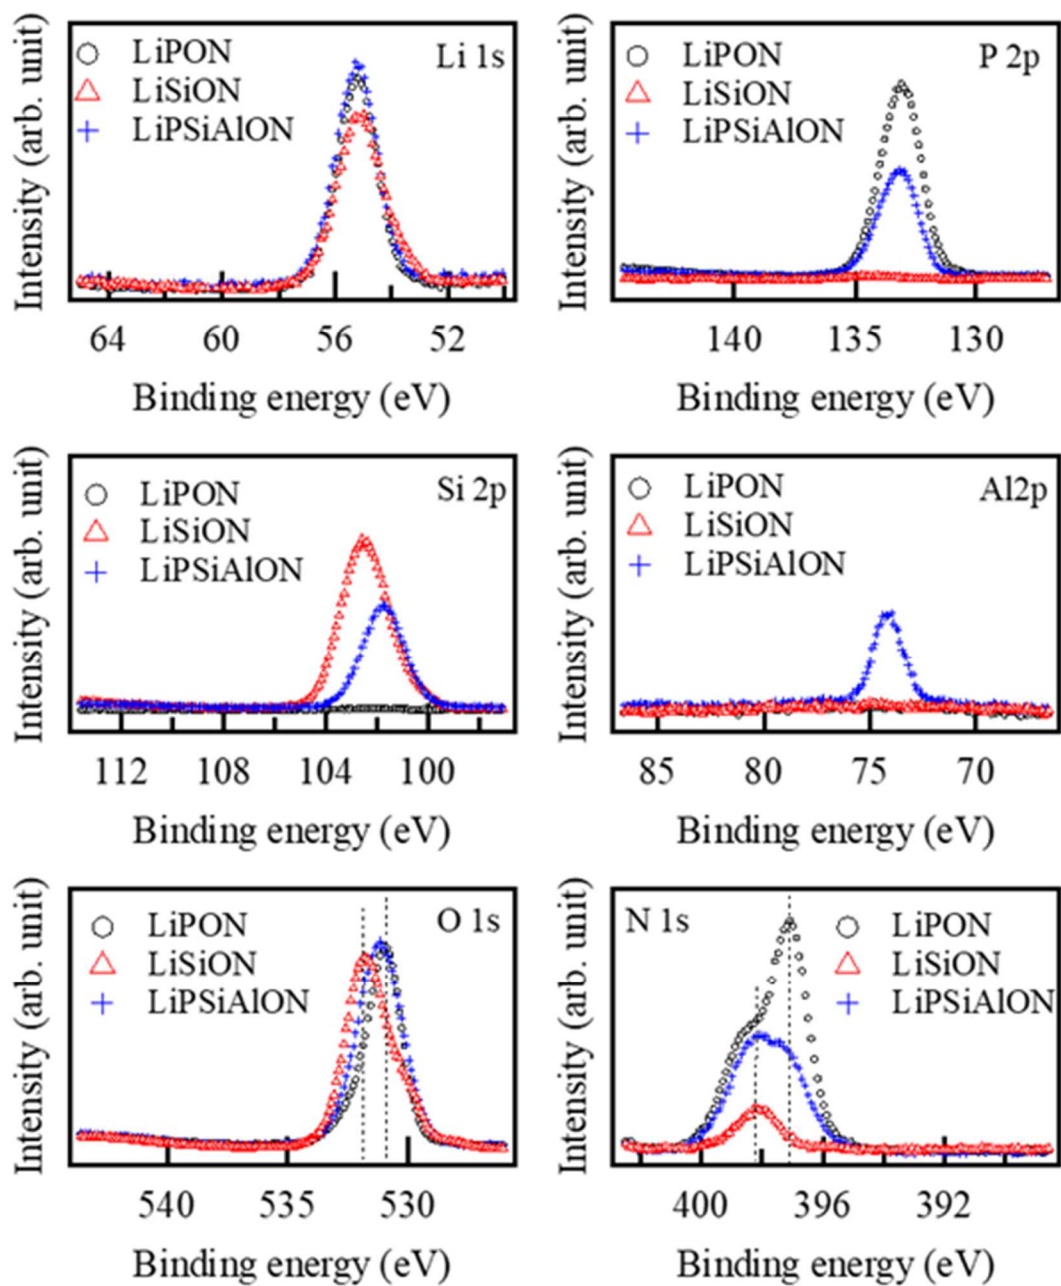 Intensity (arb. unit)
LiPON
LiSiON
LiPSiAlON
Li 1s
64 60 56 52
Binding energy (eV)
Intensity (arb. unit)
LiPON
LiSiON
LiPSiAlON
P 2p
140 135 130
Binding energy (eV)
Intensity (arb. unit)
LiPON
LiSiON
LiPSiAlON
Si 2p
112 108 104 100
Binding energy (eV)
Intensity (arb. unit)
LiPON
LiSiON
LiPSiAlON
Al2p
85 80 75 70
Binding energy (eV)
Intensity (arb. unit)
LiPON
LiSiON
LiPSiAlON
O 1s
540 535 530
Binding energy (eV)
Intensity (arb. unit)
N 1s
LiPON
LiSiON
LiPSiAlON
400 396 392
Binding energy (eV)